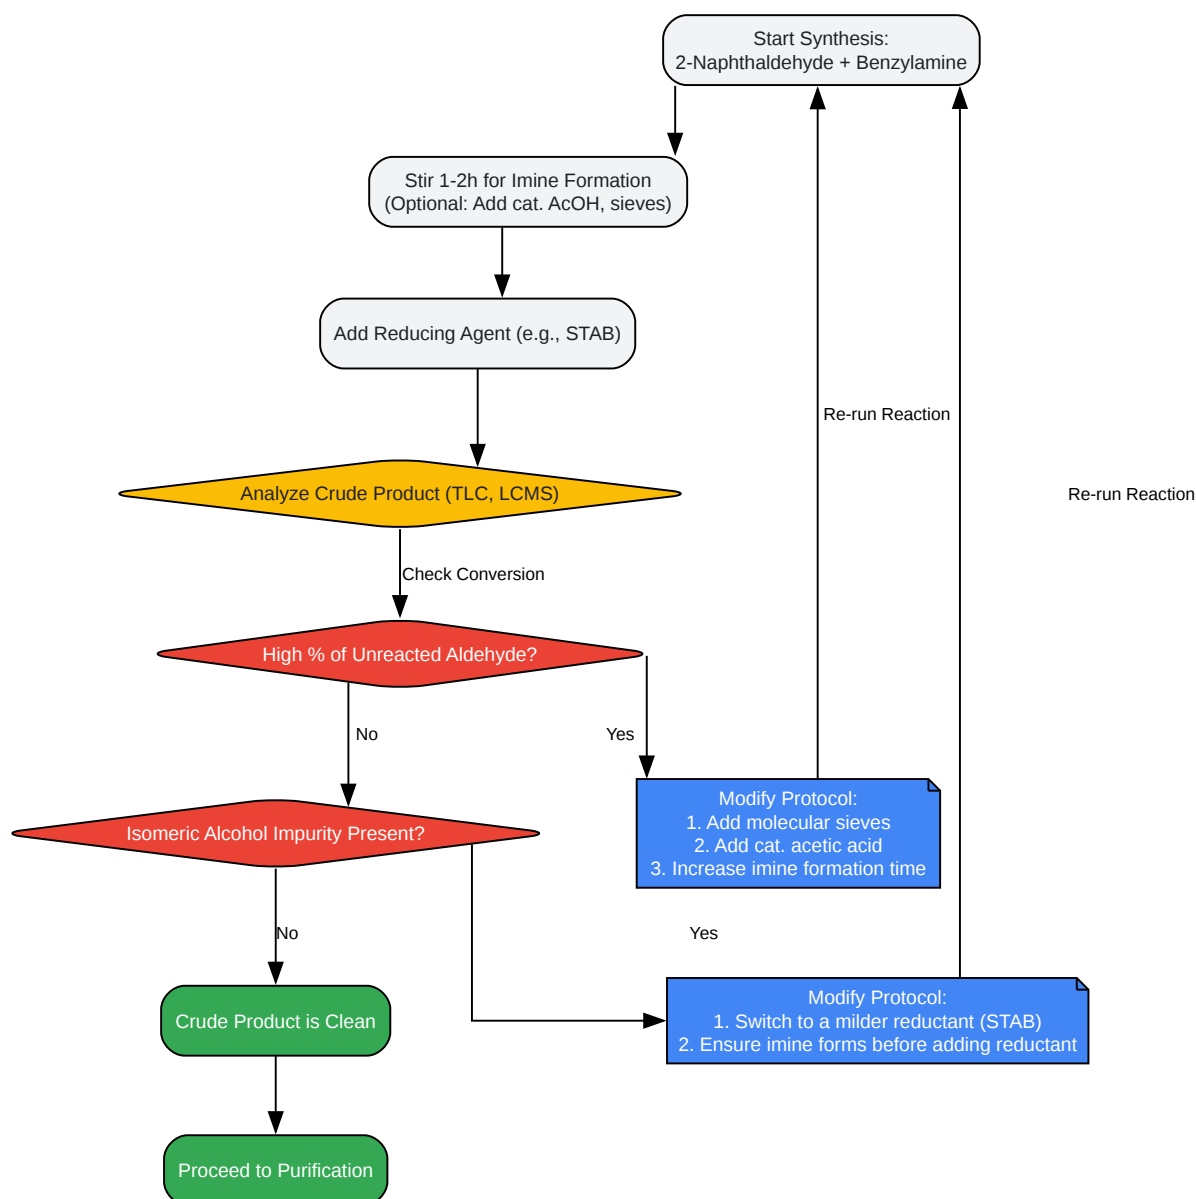 Start Synthesis:
2-Naphthaldehyde + Benzylamine
Stir 1-2h for Imine Formation
(Optional: Add cat. AcOH, sieves)
Add Reducing Agent (e.g., STAB)
Re-run Reaction
Re-run Reaction
Analyze Crude Product (TLC, LCMS)
Check Conversion
High % of Unreacted Aldehyde?
No
Yes
Modify Protocol:
1. Add molecular sieves
2. Add cat. acetic acid
3. Increase imine formation time
Isomeric Alcohol Impurity Present?
No
Yes
Modify Protocol:
1. Switch to a milder reductant (STAB)
2. Ensure imine forms before adding reductant
Crude Product is Clean
Proceed to Purification